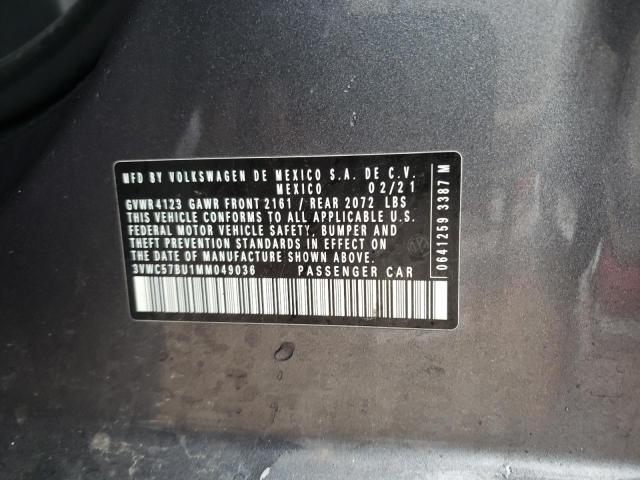 MFD BY VOLKSWAGEN DE MEXICO S.A. DE C.V.
MEXICO 02/21
GVWR4123 GAWR FRONT 2161 / REAR 2072 LBS
THIS VEHICLE CONFORMS TO ALL APPLICABLE U.S.
FEDERAL MOTOR VEHICLE SAFETY, BUMPER AND
THEFT PREVENTION STANDARDS IN EFFECT ON
THE DATE OF MANUFACTURE SHOWN ABOVE.
3VWC57BU1MM049036 PASSENGER CAR
0641259 3387 M